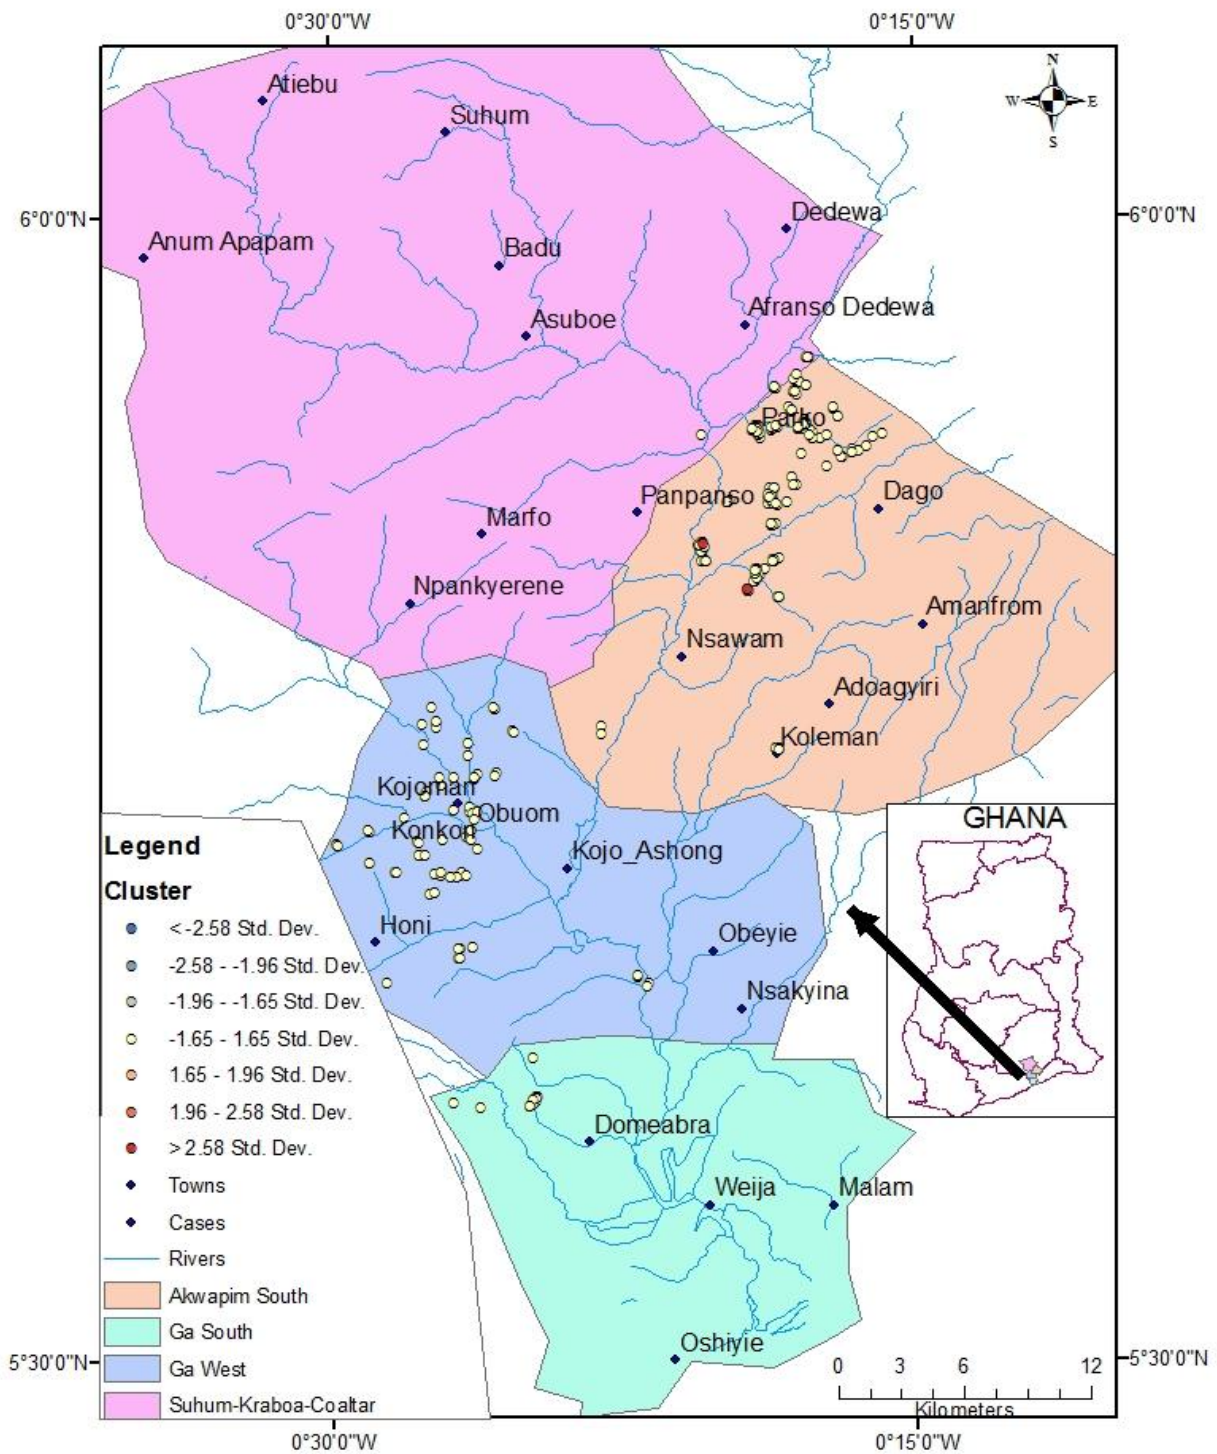 0°30'0"W
0°15'0"W
N
W
E
S
Atiebu
Suhum
6°0'0"N
6°0'0"N
Dedewa
Anum Apapam
Badu
Afranso Dedewa
Asuboe
Parko
Panpanso
Dago
Marfo
Npankyerene
Amanfrom
Nsawam
Adoagyiri
Koleman
Kojoman
Obuom
Konkon
Kojo_Ashong
Honi
Obeyie
Nsakyina
GHANA
Legend
Cluster
< -2.58 Std. Dev.
-2.58 - -1.96 Std. Dev.
-1.96 - -1.65 Std. Dev.
-1.65 - 1.65 Std. Dev.
1.65 - 1.96 Std. Dev.
1.96 - 2.58 Std. Dev.
> 2.58 Std. Dev.
Towns
Cases
Rivers
Akwapim South
Ga South
Ga West
Suhum-Kraboa-Coaltar
Domeabra
Weija
Malam
Oshiyie
5°30'0"N
5°30'0"N
0 3 6 12
Kilometers
0°30'0"W
0°15'0"W